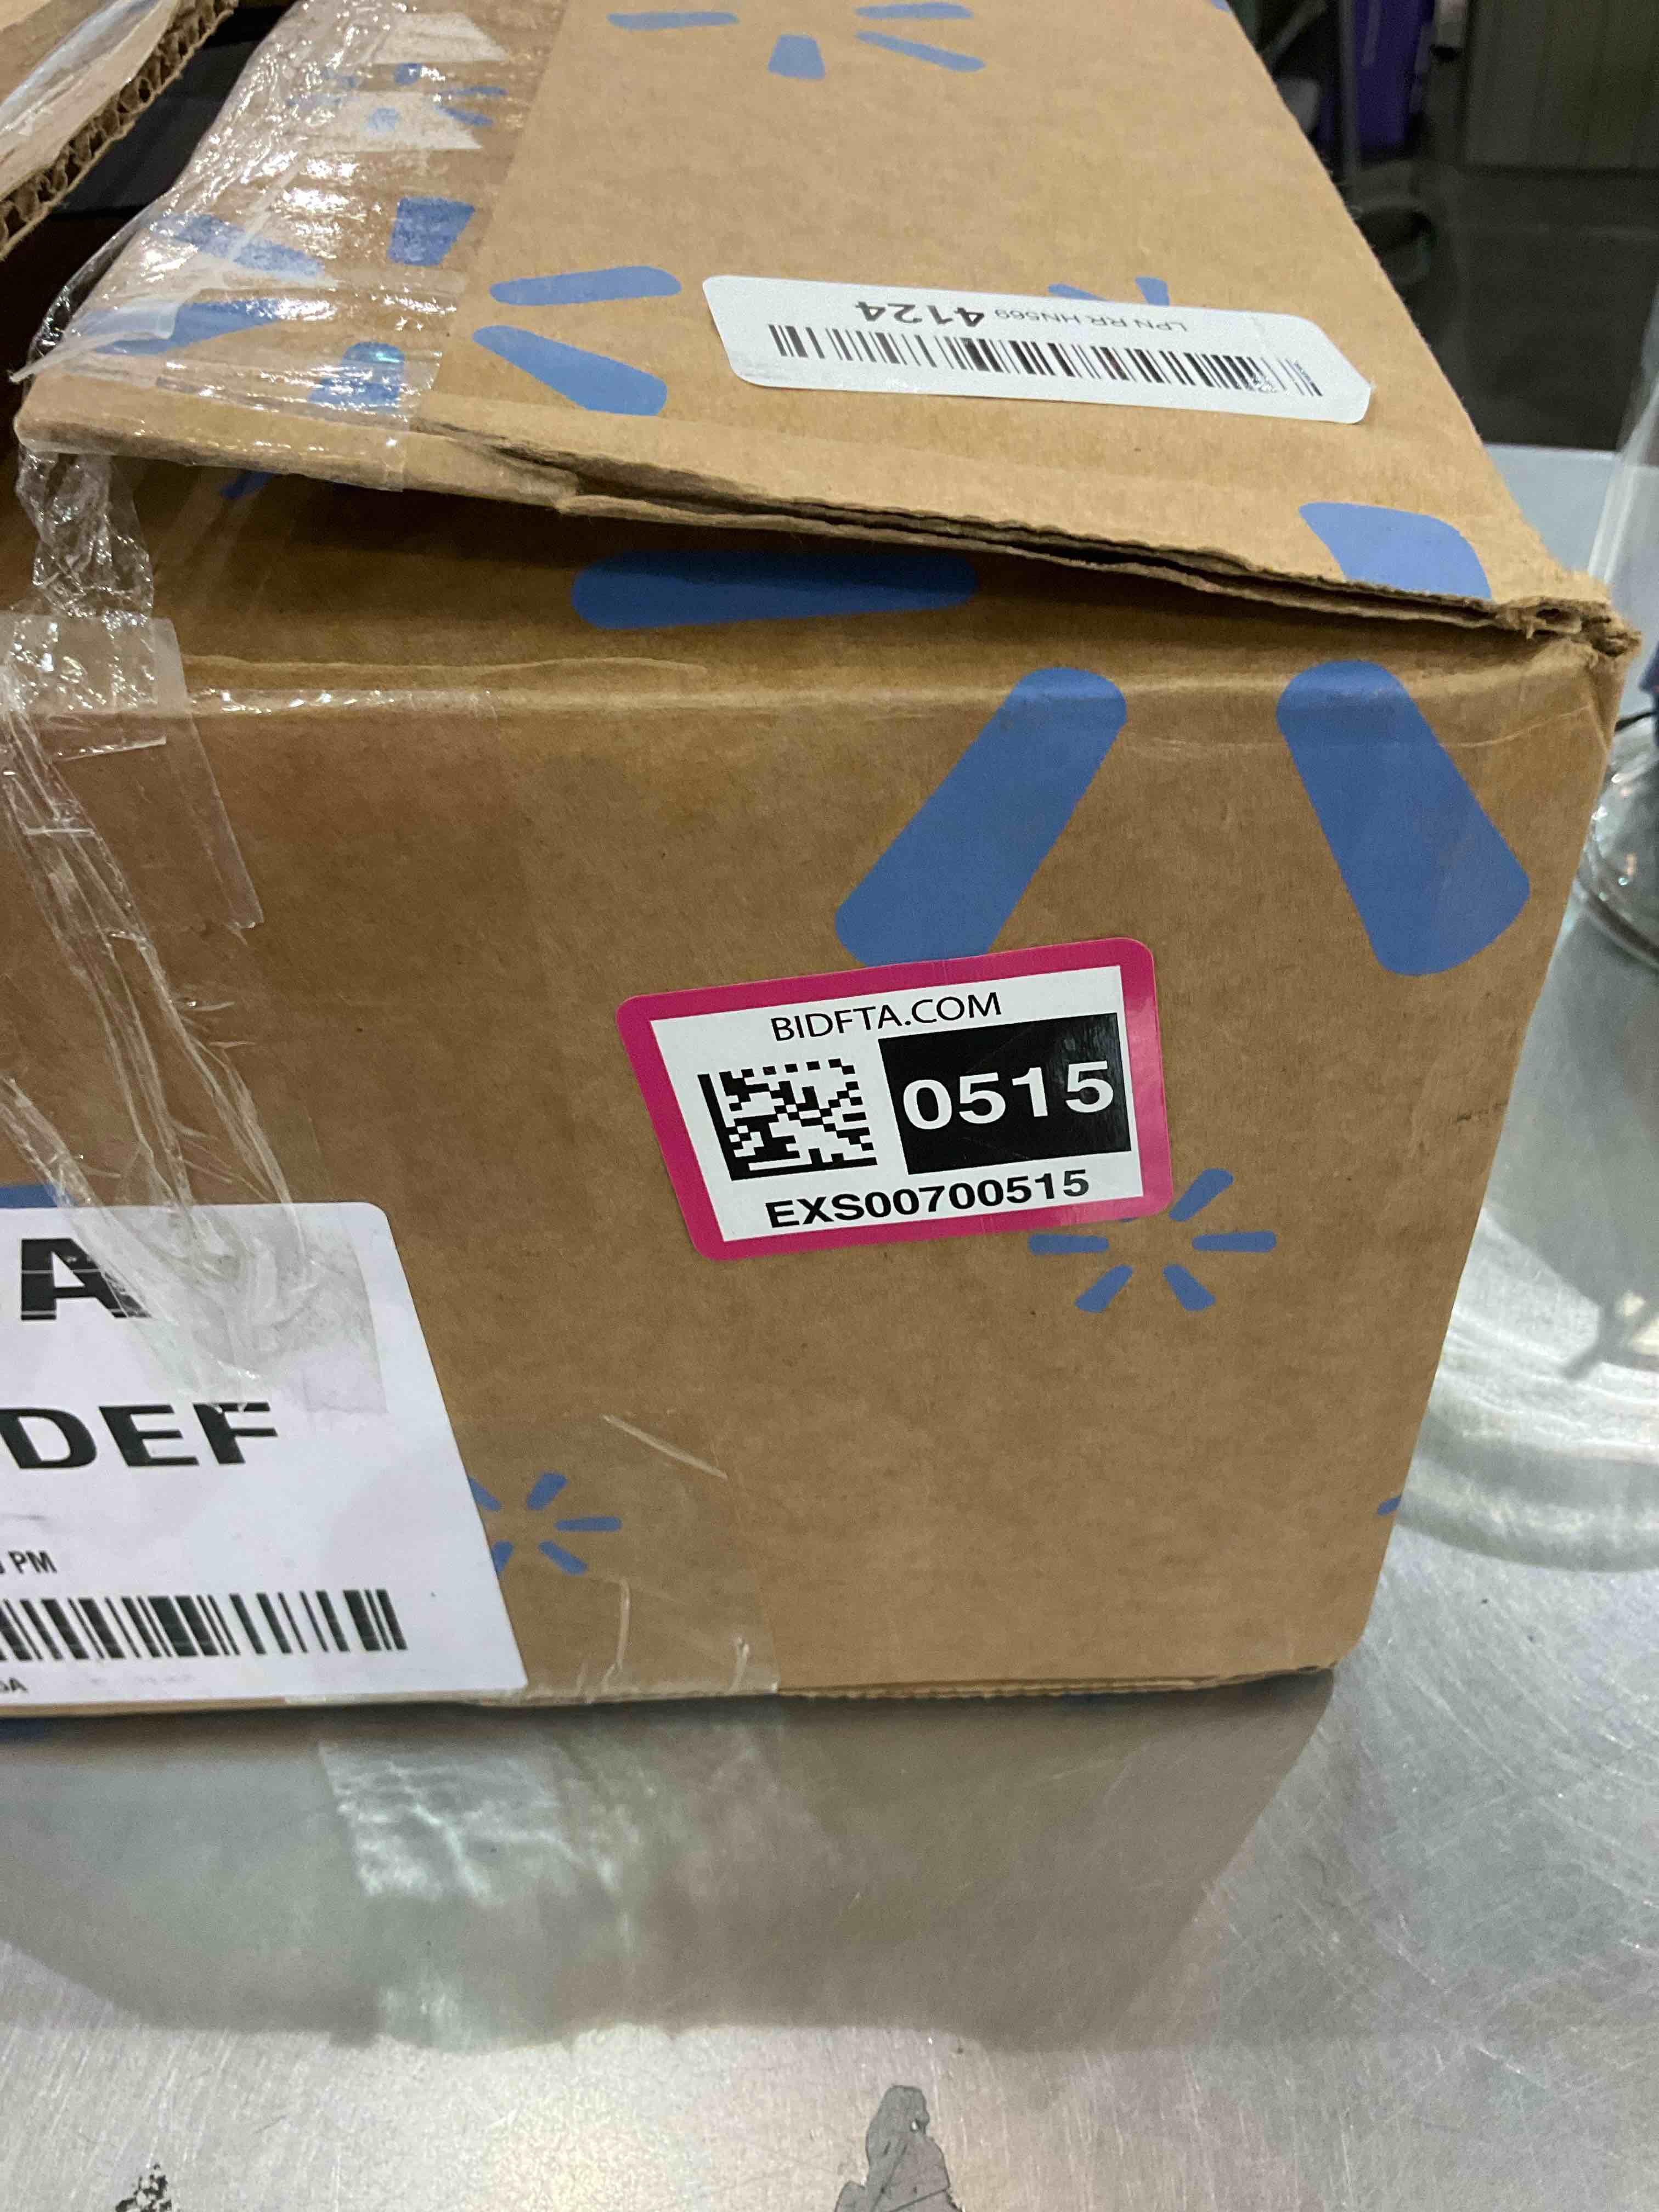 LPN RR HN569 4124
BIDFTA.COM
0515
EXS00700515
A
DEF
PM